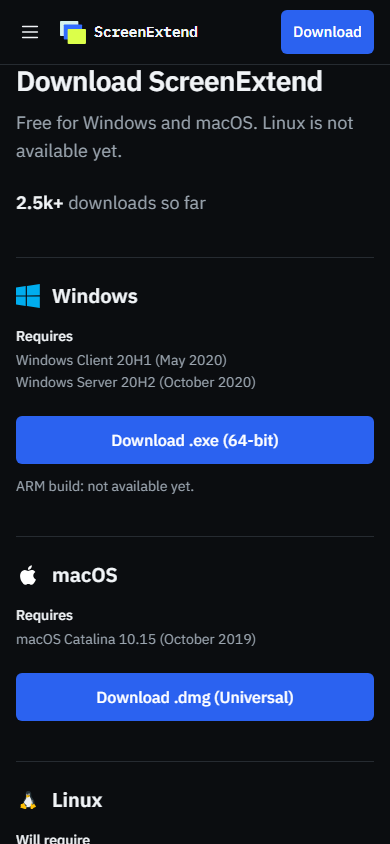 ScreenExtend
Download
Download ScreenExtend
Free for Windows and macOS. Linux is not
available yet.
2.5k+ downloads so far
Windows
Requires
Windows Client 20H1 (May 2020)
Windows Server 20H2 (October 2020)
Download .exe (64-bit)
ARM build: not available yet.
macOS
Requires
macOS Catalina 10.15 (October 2019)
Download .dmg (Universal)
Linux
Will require